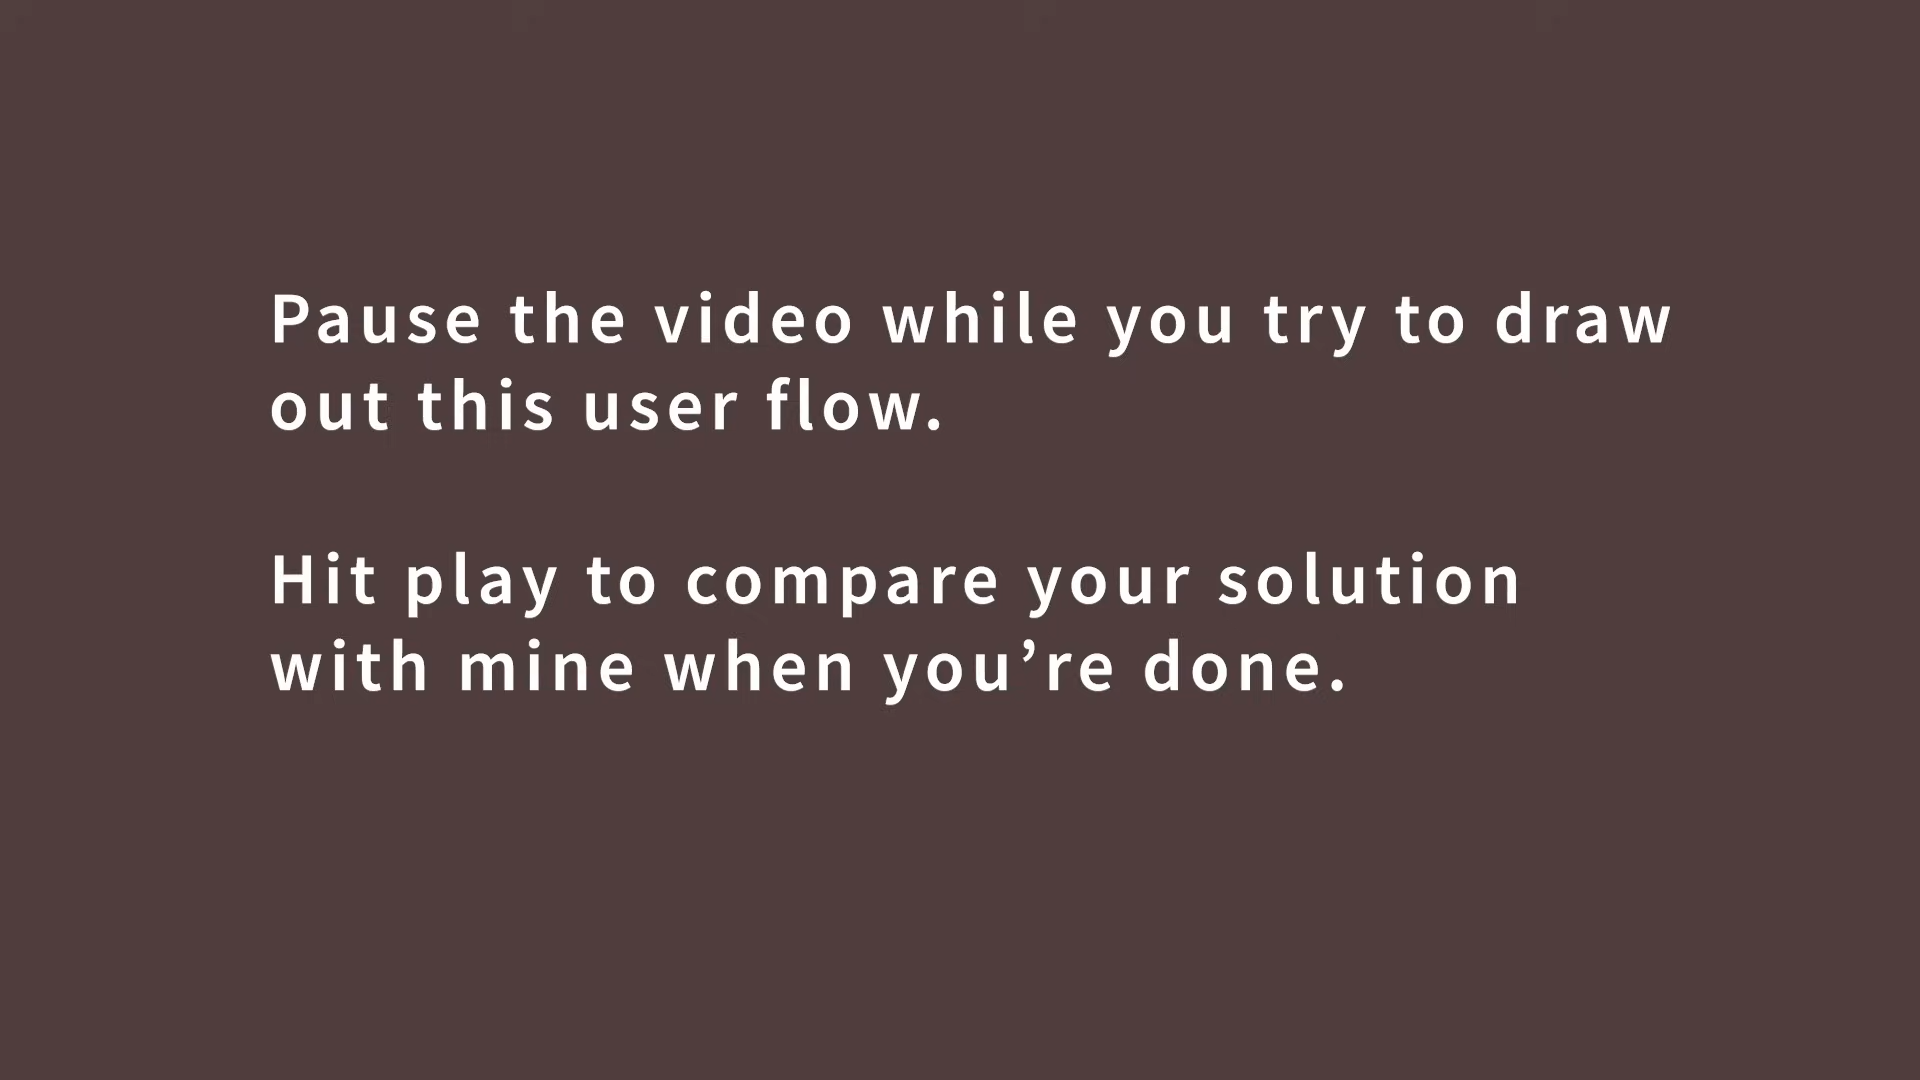 Pause the video while you try to draw
out this user flow.
Hit play to compare your solution
with mine when you’re done.